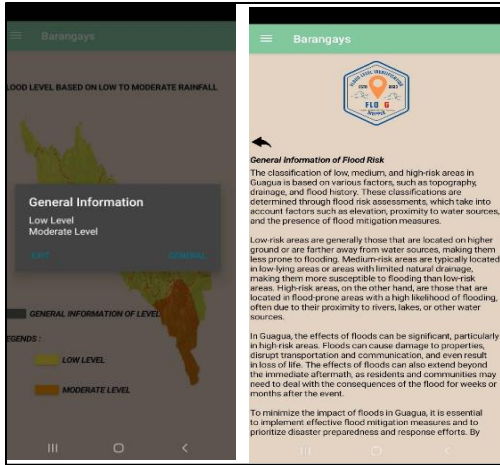 Barangays
LOOD LEVEL BASED ON LOW TO MODERATE RAINFALL
General Information
Low Level
Moderate Level
EXIT
GENERAL
GENERAL INFORMATION OF LEVEL
EGENDS :
LOW LEVEL
MODERATE LEVEL
Barangays
FLOOD LEVEL IDENTIFICATION
FLO G
MAPPER
General Information of Flood Risk
The classification of low, medium, and high-risk areas in
Guagua is based on various factors, such as topography,
drainage, and flood history. These classifications are
determined through flood risk assessments, which take into
account factors such as elevation, proximity to water sources,
and the presence of flood mitigation measures.
Low-risk areas are generally those that are located on higher
ground or are farther away from water sources, making them
less prone to flooding. Medium-risk areas are typically located
in low-lying areas or areas with limited natural drainage,
making them more susceptible to flooding than low-risk
areas. High-risk areas, on the other hand, are those that are
located in flood-prone areas with a high likelihood of flooding,
often due to their proximity to rivers, lakes, or other water
sources.
In Guagua, the effects of floods can be significant, particularly
in high-risk areas. Floods can cause damage to properties,
disrupt transportation and communication, and even result
in loss of life. The effects of floods can also extend beyond
the immediate aftermath, as residents and communities may
need to deal with the consequences of the flood for weeks or
months after the event.
To minimize the impact of floods in Guagua, it is essential
to implement effective flood mitigation measures and to
prioritize disaster preparedness and response efforts. By